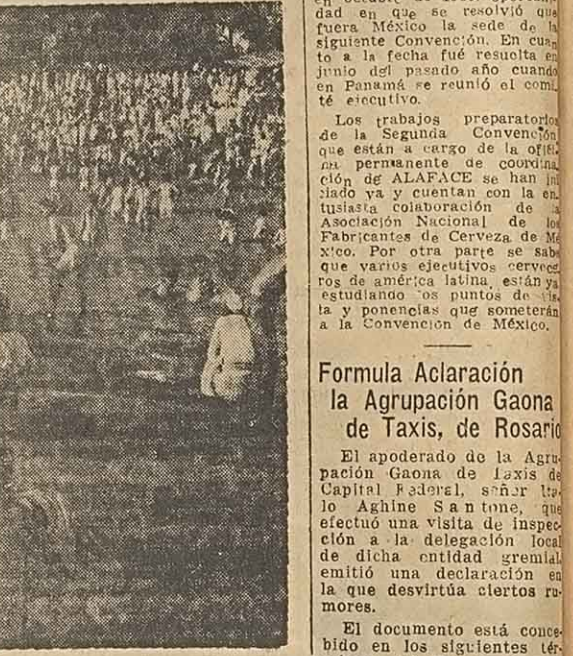 dad en que se resolvió que
fuera México la sede de la
siguiente Convención. En cuan
to a la fecha fué resuelta en
junio del pasado año cuando
en Panamá se reunió el comi
té ejecutivo.
Los trabajos preparatorios
de la Segunda Convención
que están a cargo de la ofici
na permanente de coordina
ción de ALAFACE se han ini
ciado ya y cuentan con la en
tusiasta colaboración de la
Asociación Nacional de los
Fabricantes de Cerveza de Mé
xico. Por otra parte se sabe
que varios ejecutivos cervece
ros de américa latina, están ya
estudiando los puntos de vis
ta y ponencias que someterán
a la Convención de México.
Formula Aclaración
la Agrupación Gaona
de Taxis, de Rosario
El apoderado de la Agru-
pación Gaona de Taxis de
Capital Federal, señor Ita-
lo Aghine Santone, que
efectuó una visita de inspec-
ción a la delegación local
de dicha entidad gremial,
emitió una declaración en
la que desvirtúa ciertos ru-
mores.
El documento está conce-
bido en los siguientes tér-